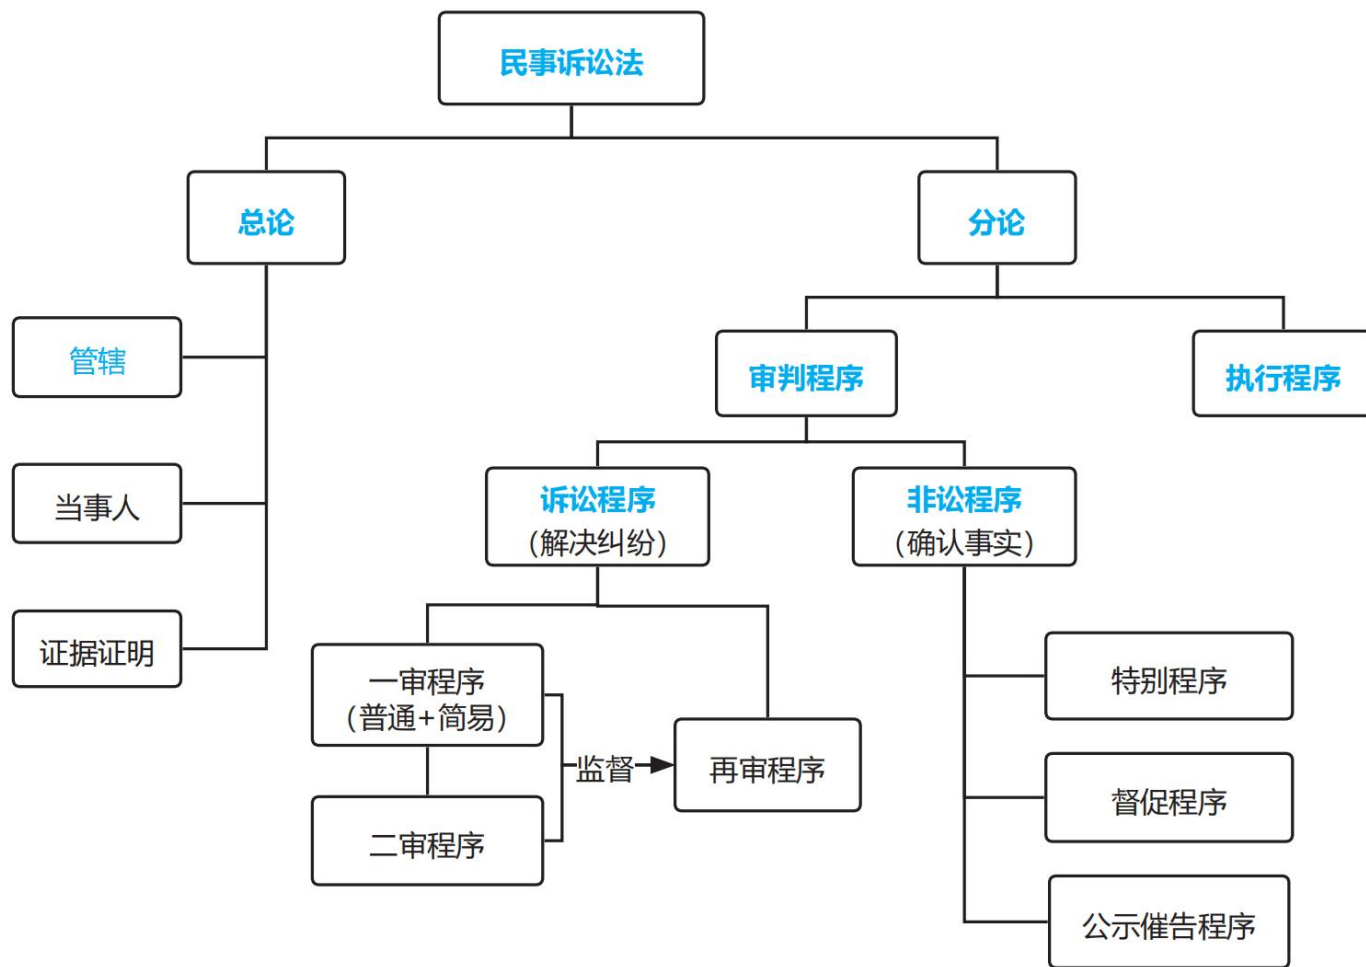 民事诉讼法
总论
分论
管辖
当事人
证据证明
审判程序
执行程序
诉讼程序
（解决纠纷）
非讼程序
（确认事实）
一审程序
（普通+简易）
二审程序
监督
再审程序
特别程序
督促程序
公示催告程序